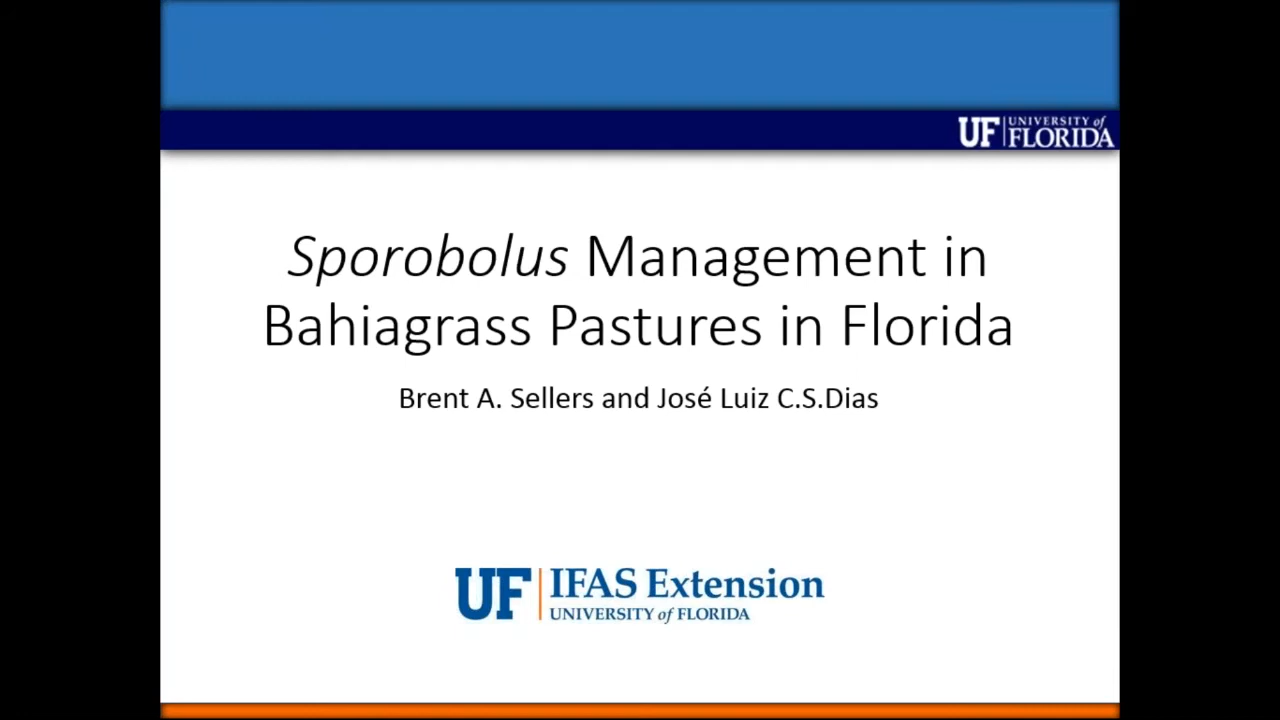 UF UNIVERSITY of FLORIDA
Sporobolus Management in
Bahiagrass Pastures in Florida
Brent A. Sellers and José Luiz C.S.Dias
UF IFAS Extension
UNIVERSITY of FLORIDA